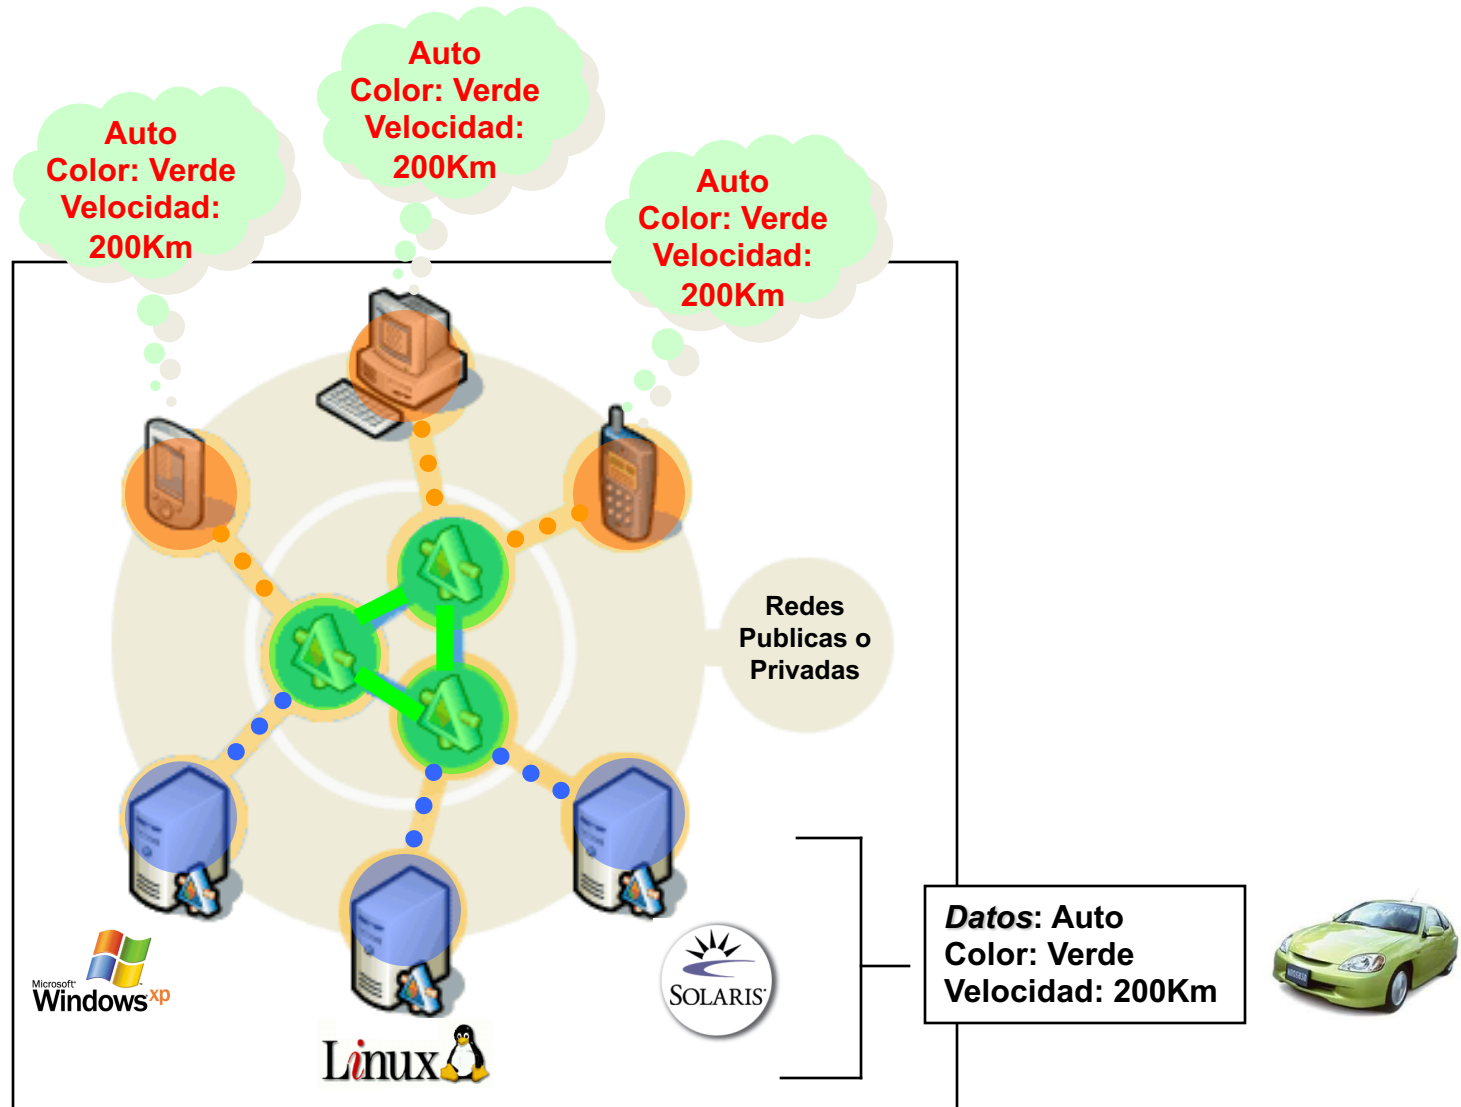 Auto
Color: Verde
Velocidad:
200Km
Auto
Color: Verde
Velocidad:
200Km
Auto
Color: Verde
Velocidad:
200Km
Redes
Publicas o
Privadas
Microsoft
Windows xp
Linux
SOLARIS
Datos: Auto
Color: Verde
Velocidad: 200Km